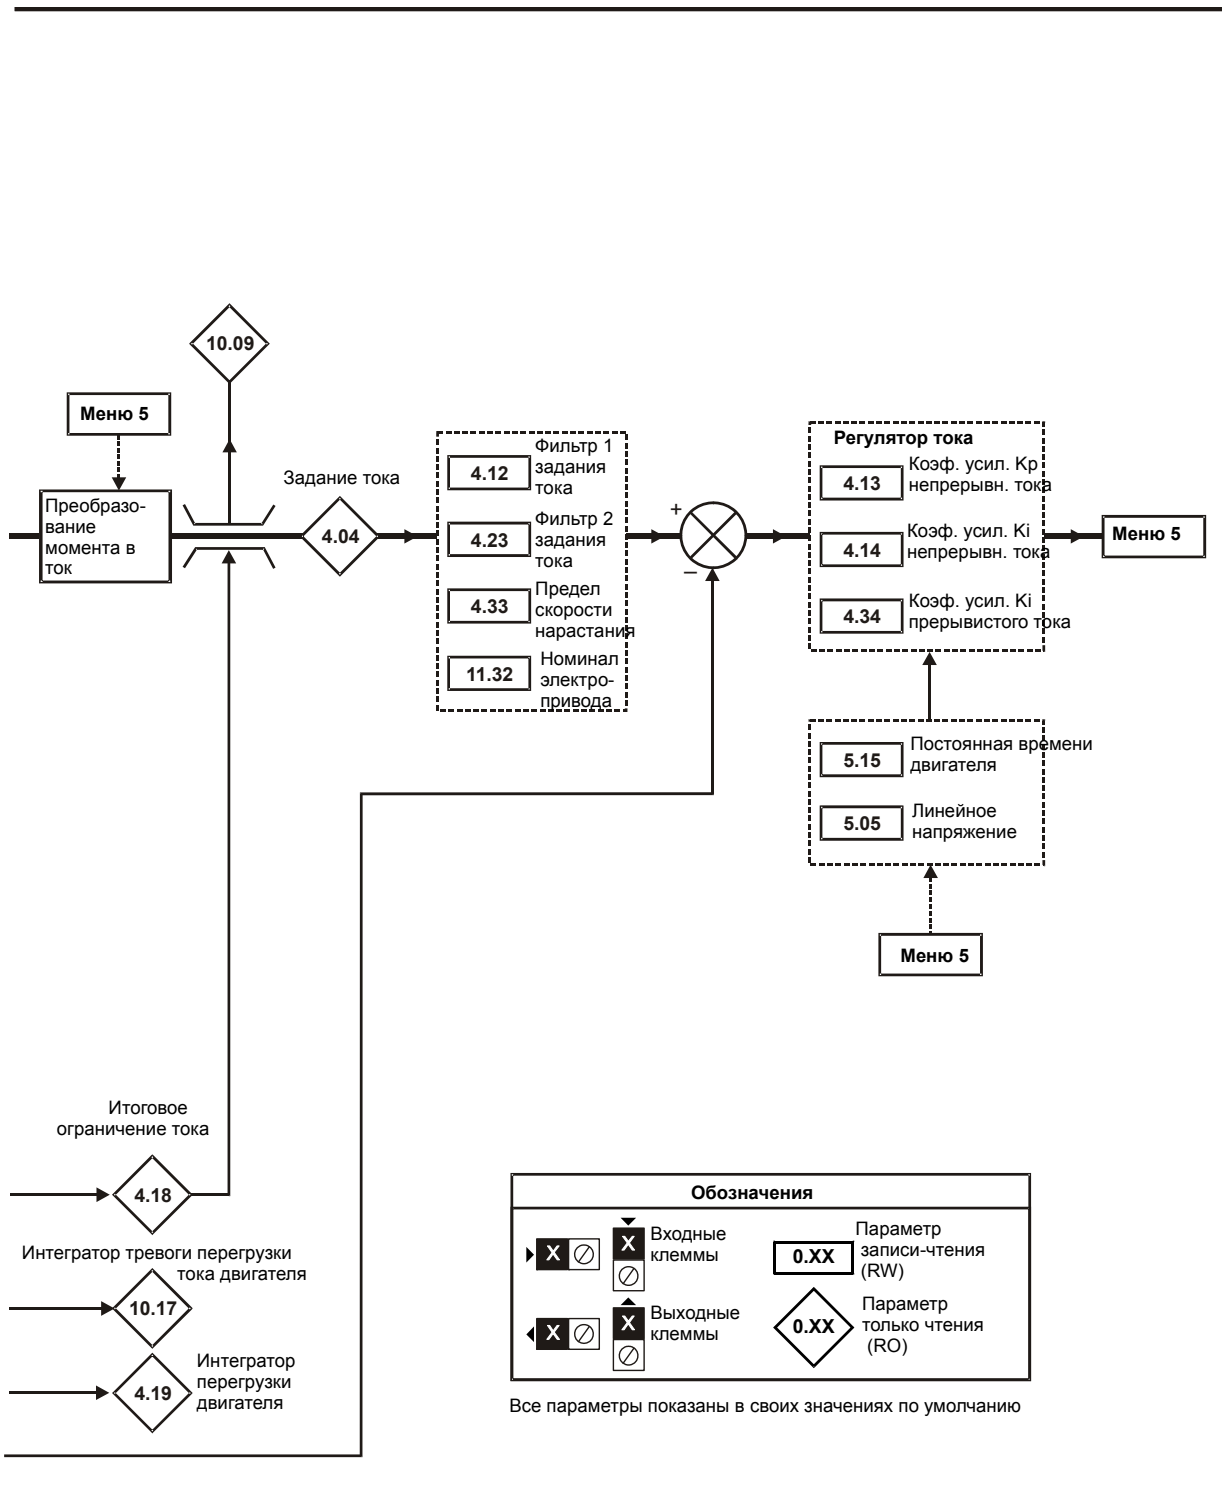 10.09
Меню 5
Преобразо-
вание
момента в
ток
Задание тока
4.04
4.12
Фильтр 1
задания
тока
4.23
Фильтр 2
задания
тока
4.33
Предел
скорости
нарастания
11.32
Номинал
электро-
привода
+
–
Регулятор тока
4.13
Коэф. усил. Kp
непрерывн. тока
4.14
Коэф. усил. Ki
непрерывн. тока
4.34
Коэф. усил. Ki
прерывистого тока
Меню 5
5.15
Постоянная времени
двигателя
5.05
Линейное
напряжение
Меню 5
Итоговое
ограничение тока
4.18
Интегратор тревоги перегрузки
тока двигателя
10.17
4.19
Интегратор
перегрузки
двигателя
Обозначения
X
X
Входные
клеммы
0.XX
Параметр
записи-чтения
(RW)
X
X
Выходные
клеммы
0.XX
Параметр
только чтения
(RO)
Все параметры показаны в своих значениях по умолчанию